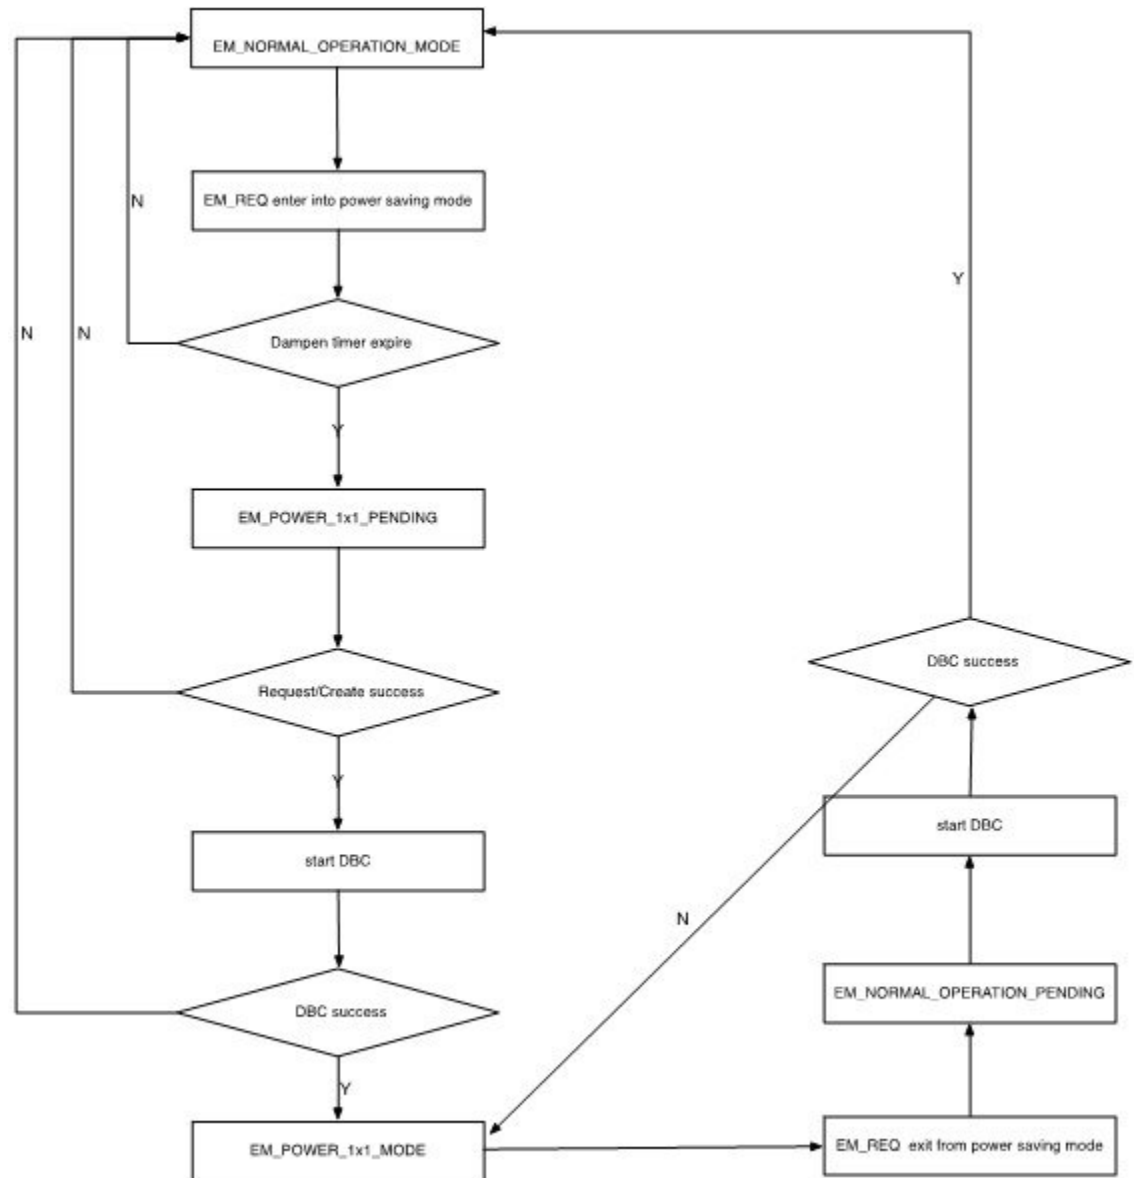 EM_NORMAL_OPERATION_MODE
EM_REQ enter into power saving mode
N
Y
N
N
Dampen timer expire
Y
EM_POWER_1x1_PENDING
Request/Create success
DBC success
Y
start DBC
start DBC
N
EM_NORMAL_OPERATION_PENDING
DBC success
Y
EM_POWER_1x1_MODE
EM_REQ exit from power saving mode